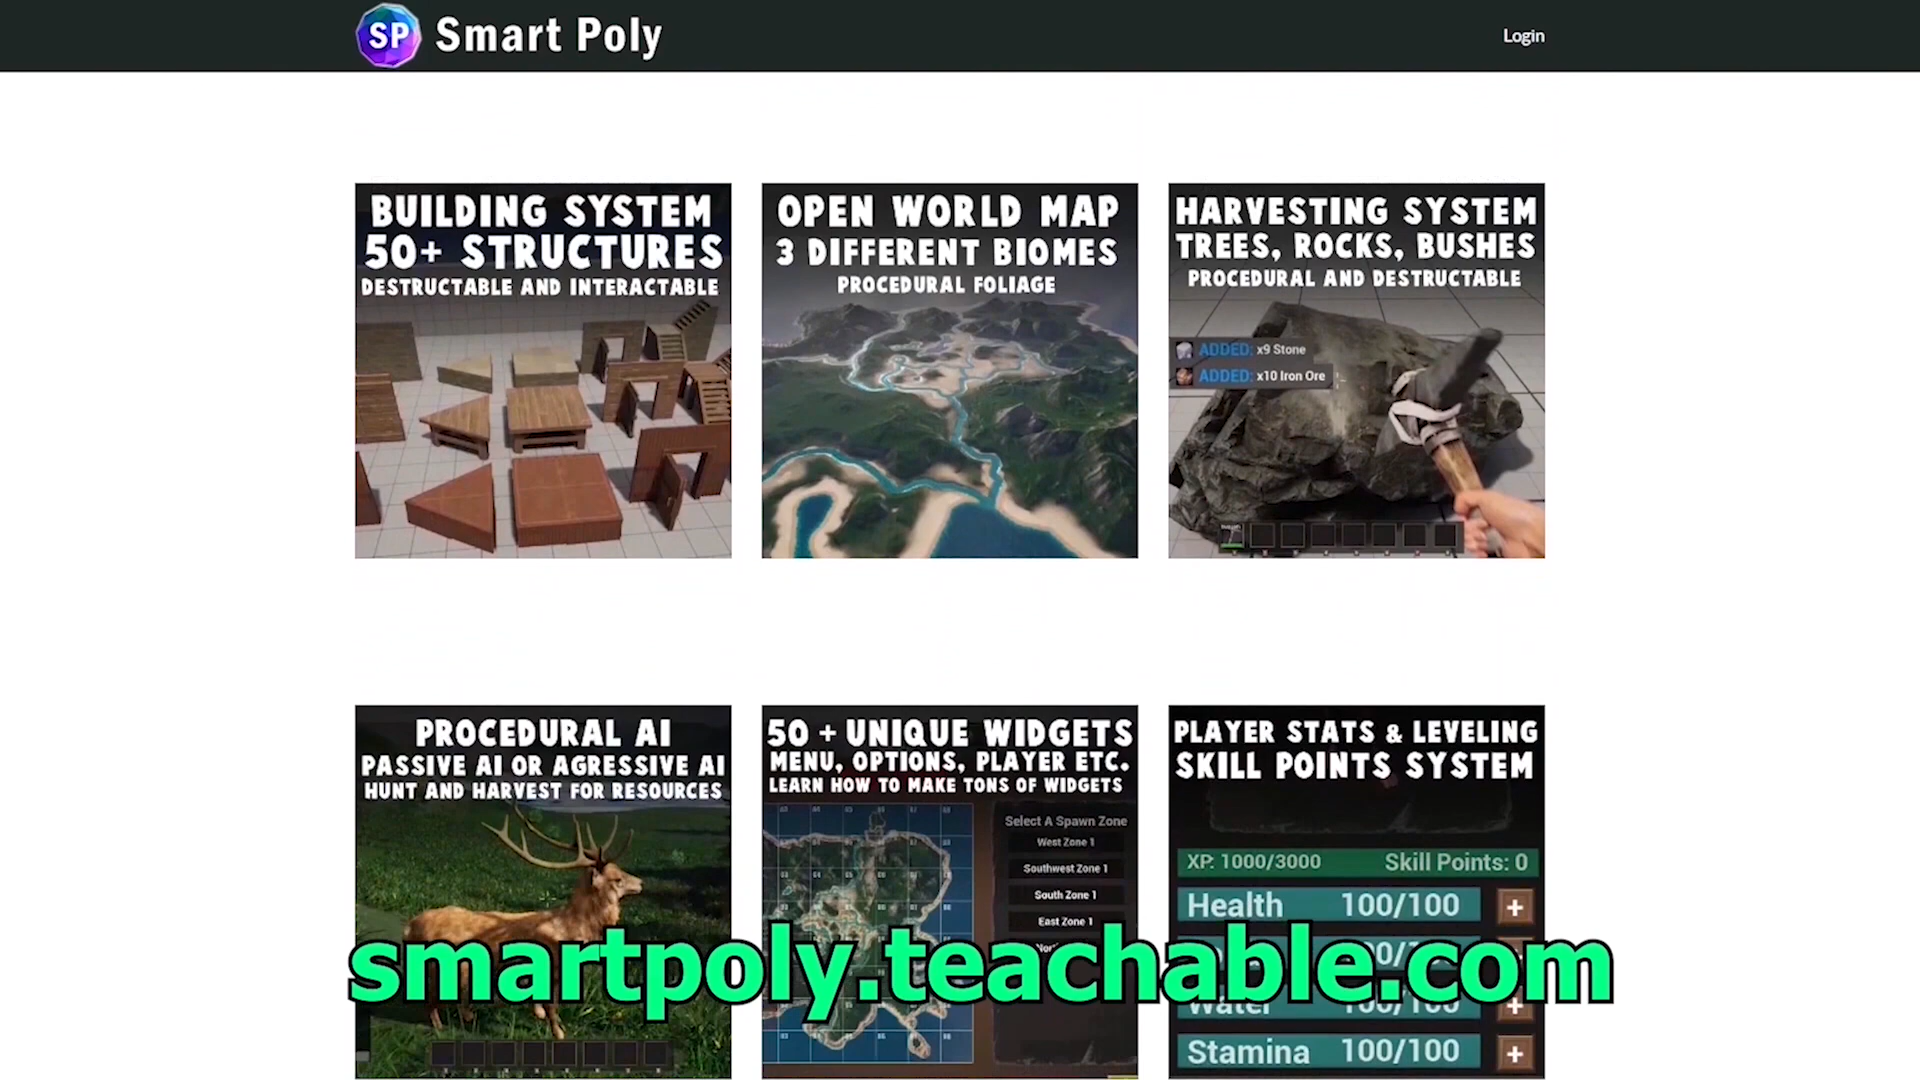 SP Smart Poly
Login
BUILDING SYSTEM
50+ STRUCTURES
DESTRUCTABLE AND INTERACTABLE
OPEN WORLD MAP
3 DIFFERENT BIOMES
PROCEDURAL FOLIAGE
HARVESTING SYSTEM
TREES, ROCKS, BUSHES
PROCEDURAL AND DESTRUCTABLE
ADDED: x9 Stone
ADDED: x10 Iron Ore
PROCEDURAL AI
PASSIVE AI OR AGRESSIVE AI
HUNT AND HARVEST FOR RESOURCES
50 + UNIQUE WIDGETS
MENU, OPTIONS, PLAYER ETC.
LEARN HOW TO MAKE TONS OF WIDGETS
Select A Spawn Zone
West Zone 1
Southwest Zone 1
South Zone 1
East Zone 1
PLAYER STATS & LEVELING
SKILL POINTS SYSTEM
XP: 1000/3000 Skill Points: 0
Health 100/100 +
Water 100/100 +
Stamina 100/100 +
smartpoly.teachable.com